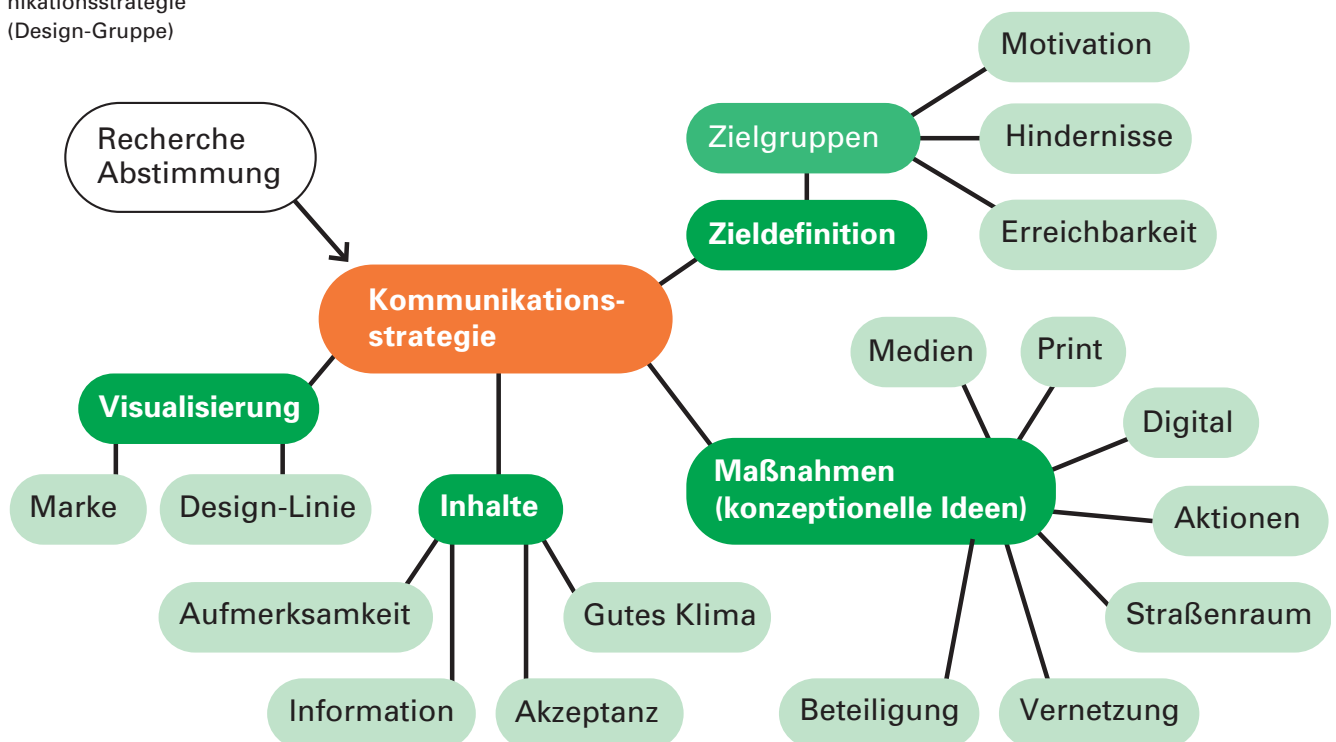 nikationsstrategie
(Design-Gruppe)
Recherche
Abstimmung
Kommunikations-
strategie
Zielgruppen
Zieldefinition
Motivation
Hindernisse
Erreichbarkeit
Visualisierung
Marke
Design-Linie
Inhalte
Aufmerksamkeit
Information
Akzeptanz
Gutes Klima
Maßnahmen
(konzeptionelle Ideen)
Medien
Print
Digital
Aktionen
Straßenraum
Vernetzung
Beteiligung